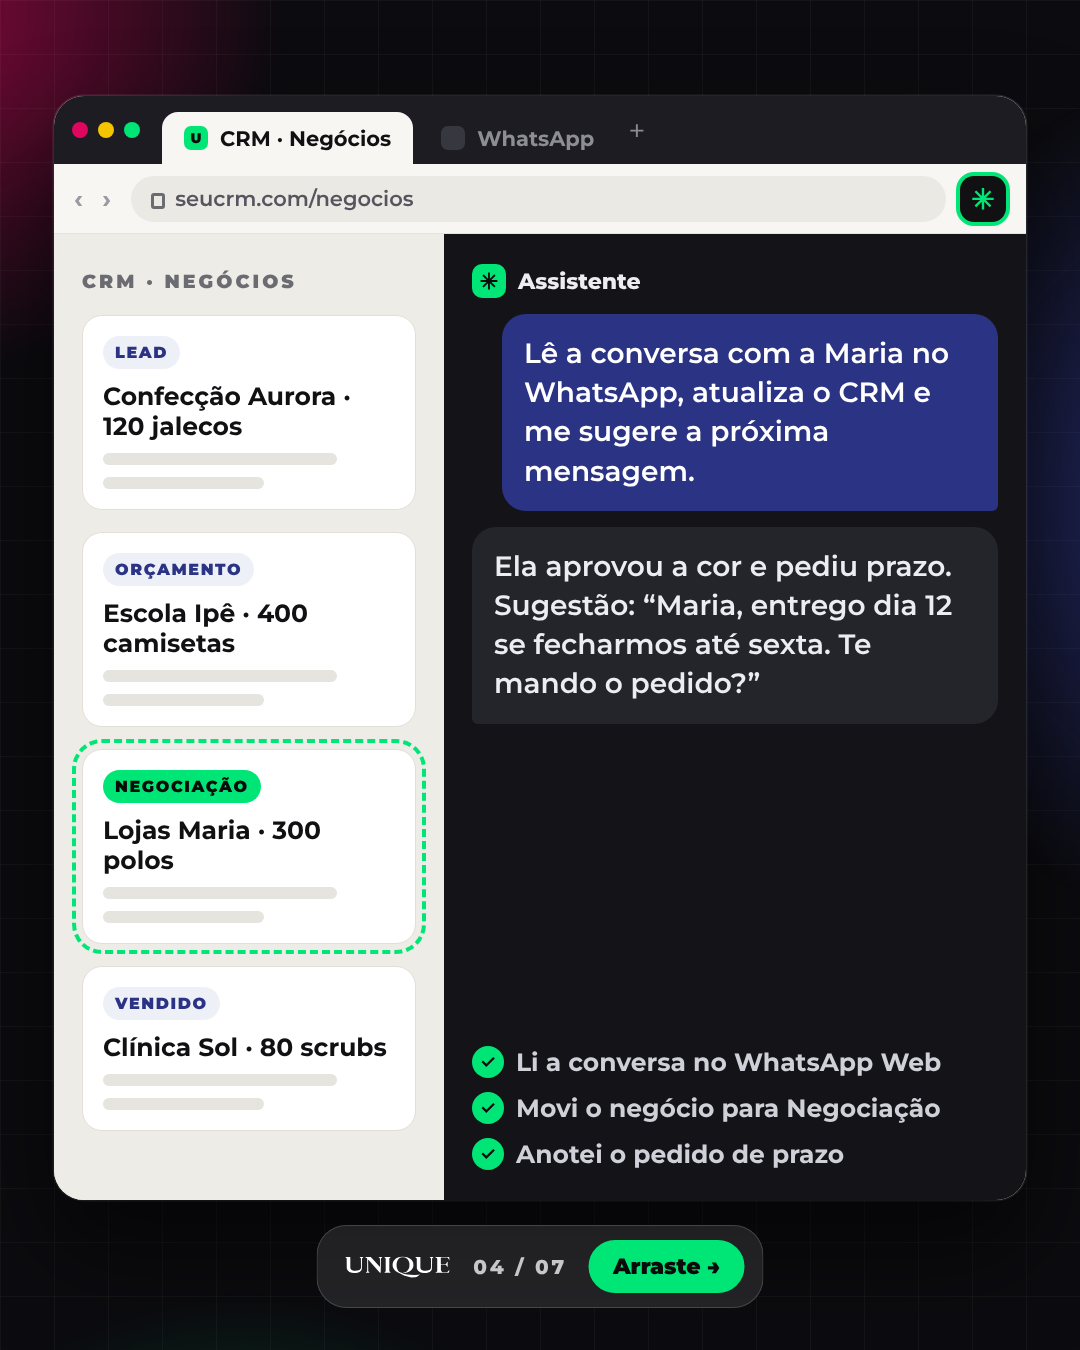 U CRM · Negócios
WhatsApp
+
‹ ›
seucrm.com/negocios
CRM · NEGÓCIOS
LEAD
Confecção Aurora ·
120 jalecos
ORÇAMENTO
Escola Ipê · 400
camisetas
NEGOCIAÇÃO
Lojas Maria · 300
polos
VENDIDO
Clínica Sol · 80 scrubs
Assistente
Lê a conversa com a Maria no
WhatsApp, atualiza o CRM e
me sugere a próxima
mensagem.
Ela aprovou a cor e pediu prazo.
Sugestão: “Maria, entrego dia 12
se fecharmos até sexta. Te
mando o pedido?”
Li a conversa no WhatsApp Web
Movi o negócio para Negociação
Anotei o pedido de prazo
UNIQUE 04 / 07 Arraste →